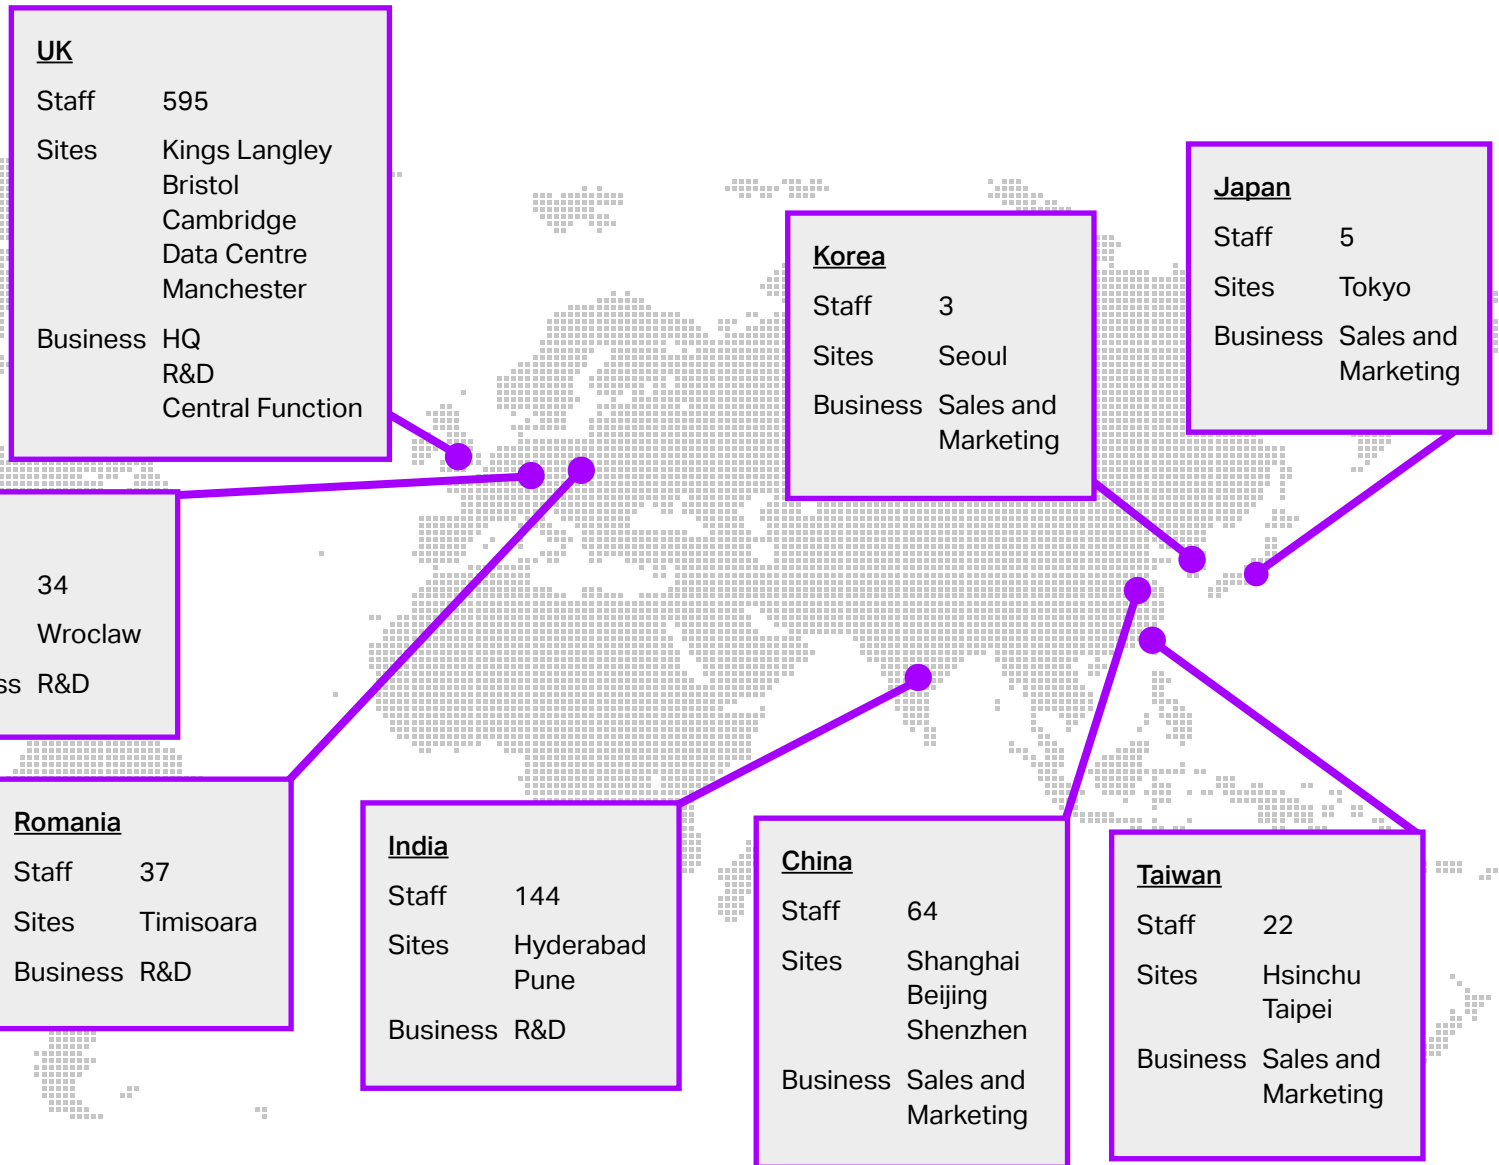 UK
Staff 595
Sites Kings Langley
Bristol
Cambridge
Data Centre
Manchester
Business HQ
R&D
Central Function
Korea
Staff 3
Sites Seoul
Business Sales and
Marketing
Japan
Staff 5
Sites Tokyo
Business Sales and
Marketing
34
Wroclaw
ss R&D
Romania
Staff 37
Sites Timisoara
Business R&D
India
Staff 144
Sites Hyderabad
Pune
Business R&D
China
Staff 64
Sites Shanghai
Beijing
Shenzhen
Business Sales and
Marketing
Taiwan
Staff 22
Sites Hsinchu
Taipei
Business Sales and
Marketing